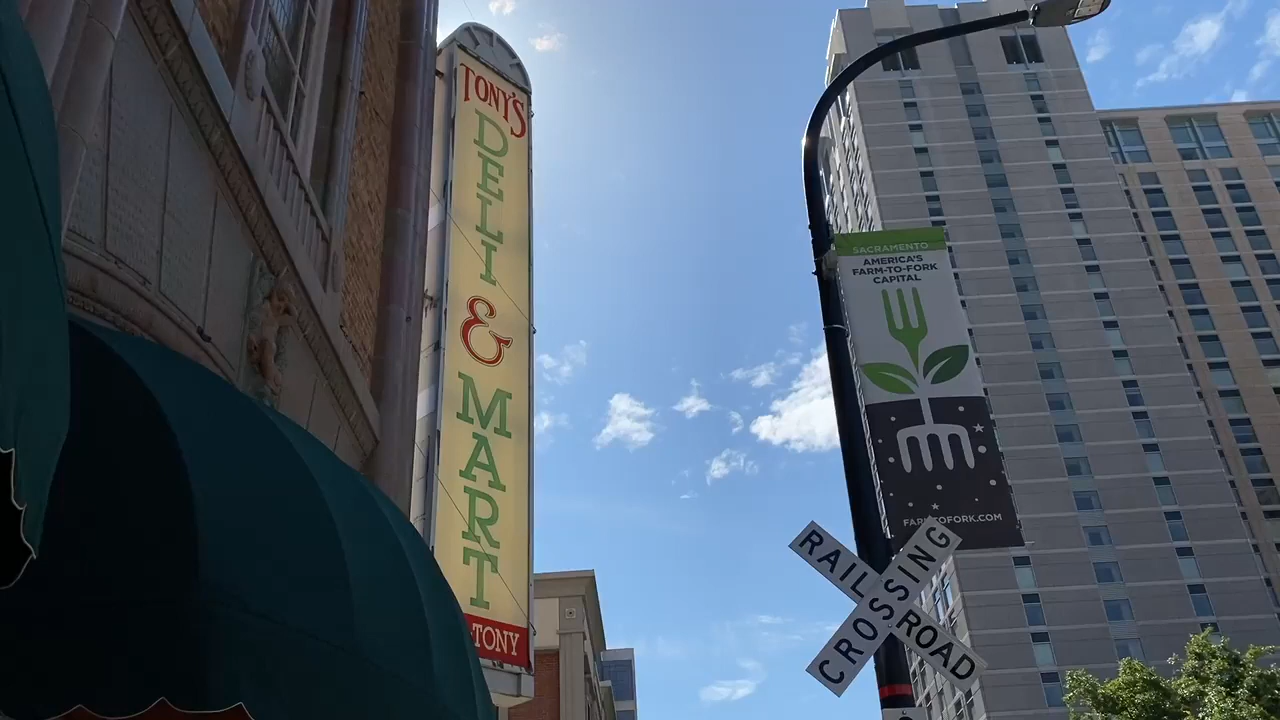 TONY'S
DELI
&
MART
TONY
SACRAMENTO
AMERICA'S
FARM-TO-FORK
CAPITAL
FARMTOFORK.COM
RAIL ROAD
CROSSING